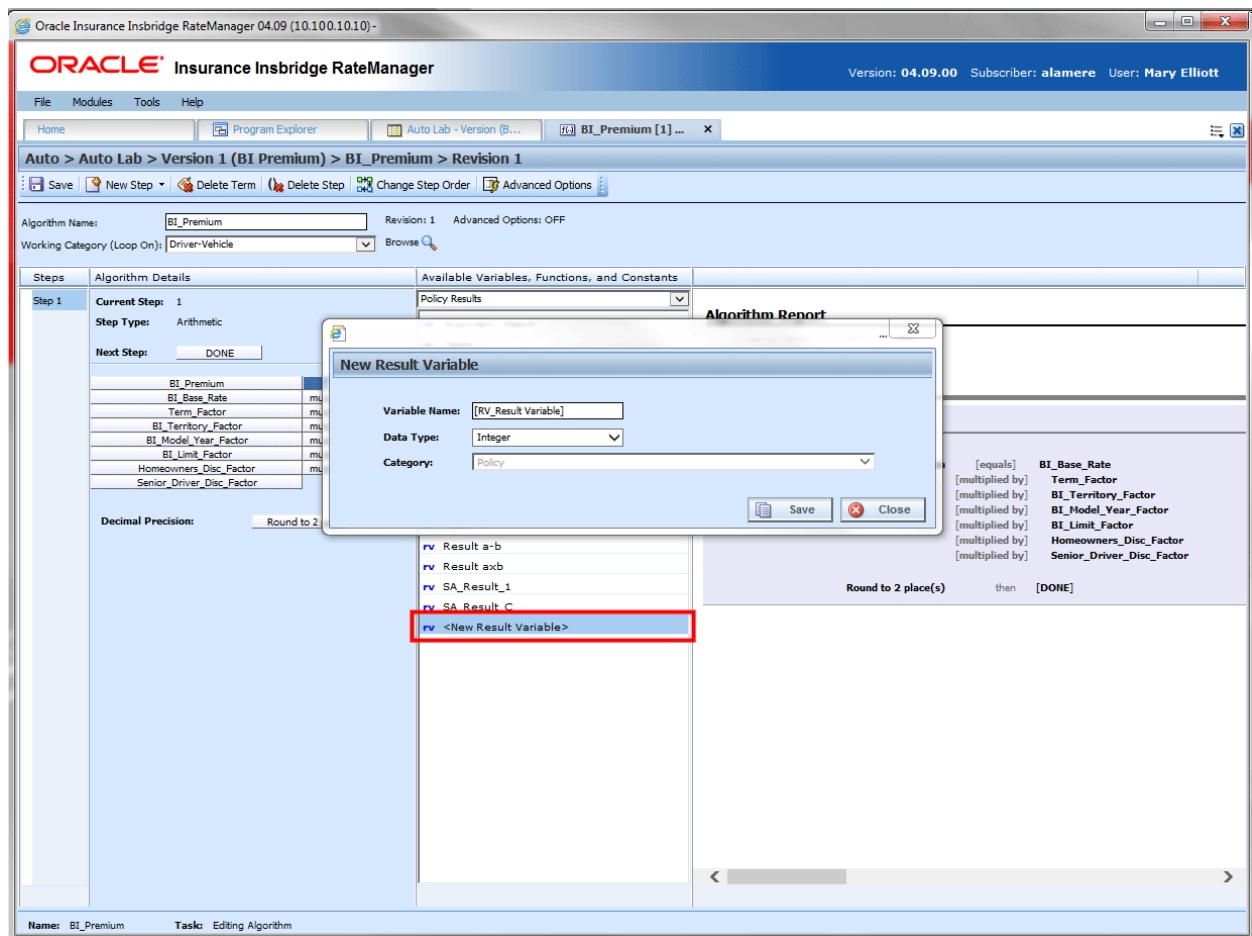 Oracle Insurance Insbridge RateManager 04.09 (10.100.10.10) -
ORACLE Insurance Insbridge RateManager
Version: 04.09.00 Subscriber: alamere User: Mary Elliott
File Modules Tools Help
Home Program Explorer Auto Lab - Version (B... f(x) BI_Premium [1] ... x
Auto > Auto Lab > Version 1 (BI Premium) > BI_Premium > Revision 1
Save New Step Delete Term Delete Step Change Step Order Advanced Options
Algorithm Name: BI_Premium Revision: 1 Advanced Options: OFF
Working Category (Loop On): Driver-Vehicle Browse
Steps Algorithm Details Available Variables, Functions, and Constants
Step 1 Current Step: 1 Policy Results
Step Type: Arithmetic
Algorithm Report
Next Step: DONE
...
New Result Variable
Variable Name: [RV_Result Variable]
Data Type: Integer
Category: Policy
Save Close
BI_Premium
BI_Base_Rate mu
Term_Factor mu
BI_Territory_Factor mu
BI_Model_Year_Factor mu
BI_Limit_Factor mu
Homeowners_Disc_Factor mu
Senior_Driver_Disc_Factor
Decimal Precision: Round to 2
rv Result a-b
rv Result axb
rv SA_Result_1
rv SA_Result_C
rv <New Result Variable>
[equals] BI_Base_Rate
[multiplied by] Term_Factor
[multiplied by] BI_Territory_Factor
[multiplied by] BI_Model_Year_Factor
[multiplied by] BI_Limit_Factor
[multiplied by] Homeowners_Disc_Factor
[multiplied by] Senior_Driver_Disc_Factor
Round to 2 place(s) then [DONE]
Name: BI_Premium Task: Editing Algorithm